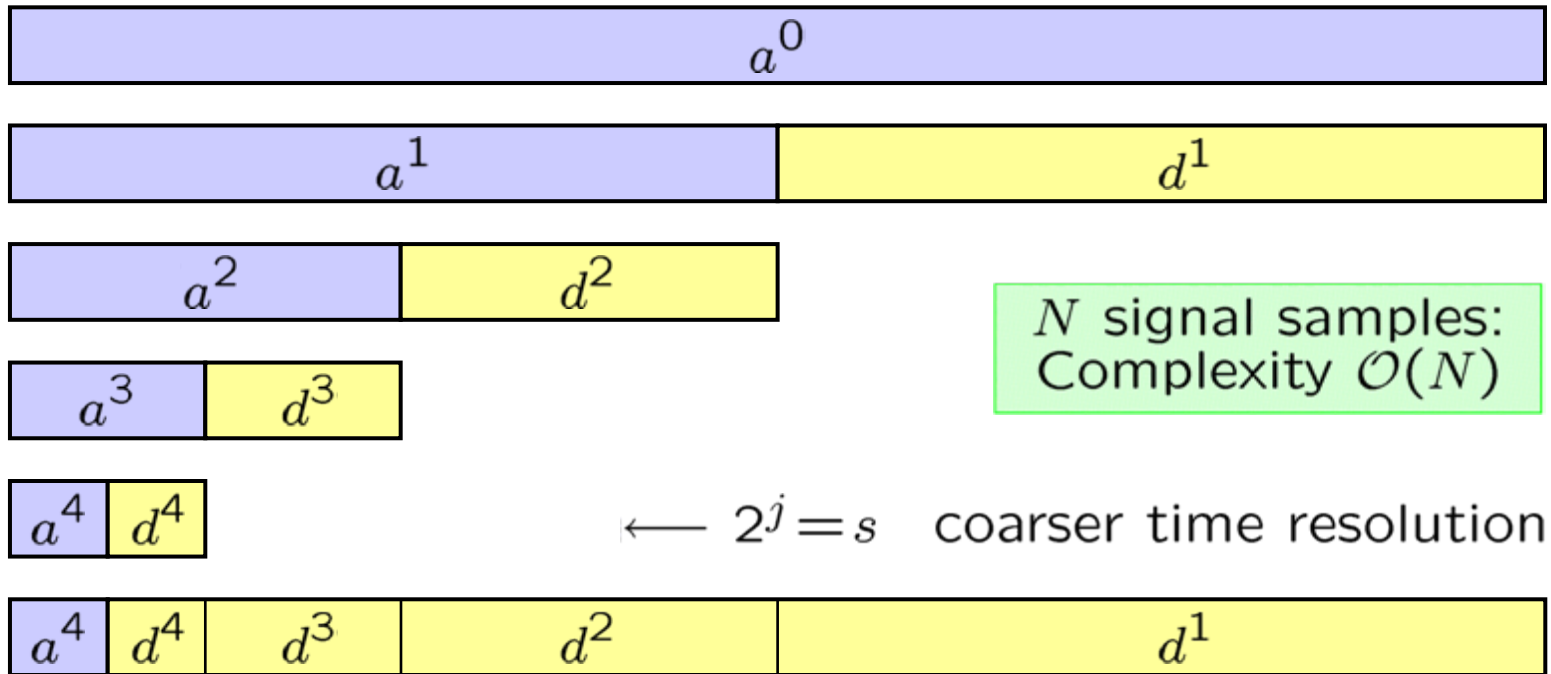 a⁰
a¹ d¹
a² d²
N signal samples:
Complexity 𝒪(N)
a³ d³
a⁴ d⁴
← 2ʲ=s coarser time resolution
a⁴ d⁴ d³ d² d¹